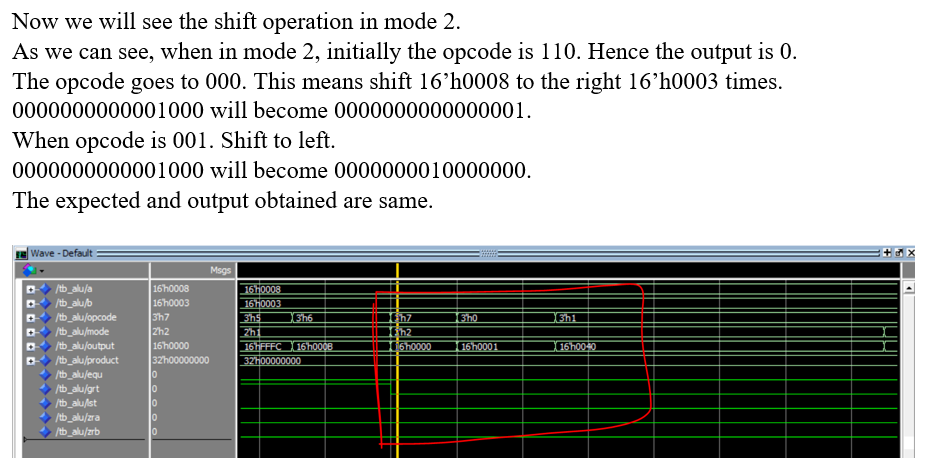 Now we will see the shift operation in mode 2.
As we can see, when in mode 2, initially the opcode is 110. Hence the output is 0.
The opcode goes to 000. This means shift 16’h0008 to the right 16’h0003 times.
0000000000001000 will become 0000000000000001.
When opcode is 001. Shift to left.
0000000000001000 will become 0000000010000000.
The expected and output obtained are same.
Wave - Default
Msgs
/tb_alu/a 16'h0008 16'h0008
/tb_alu/b 16'h0003 16'h0003
/tb_alu/opcode 3'h7 3'h5 3'h6 3'h7 3'h0 3'h1
/tb_alu/mode 2'h2 2'h1 2'h2
/tb_alu/output 16'h0000 16'hFFFC 16'h000B 16'h0000 16'h0001 16'h0040
/tb_alu/product 32'h00000000 32'h00000000
/tb_alu/equ 0
/tb_alu/grt 0
/tb_alu/lst 0
/tb_alu/zra 0
/tb_alu/zrb 0